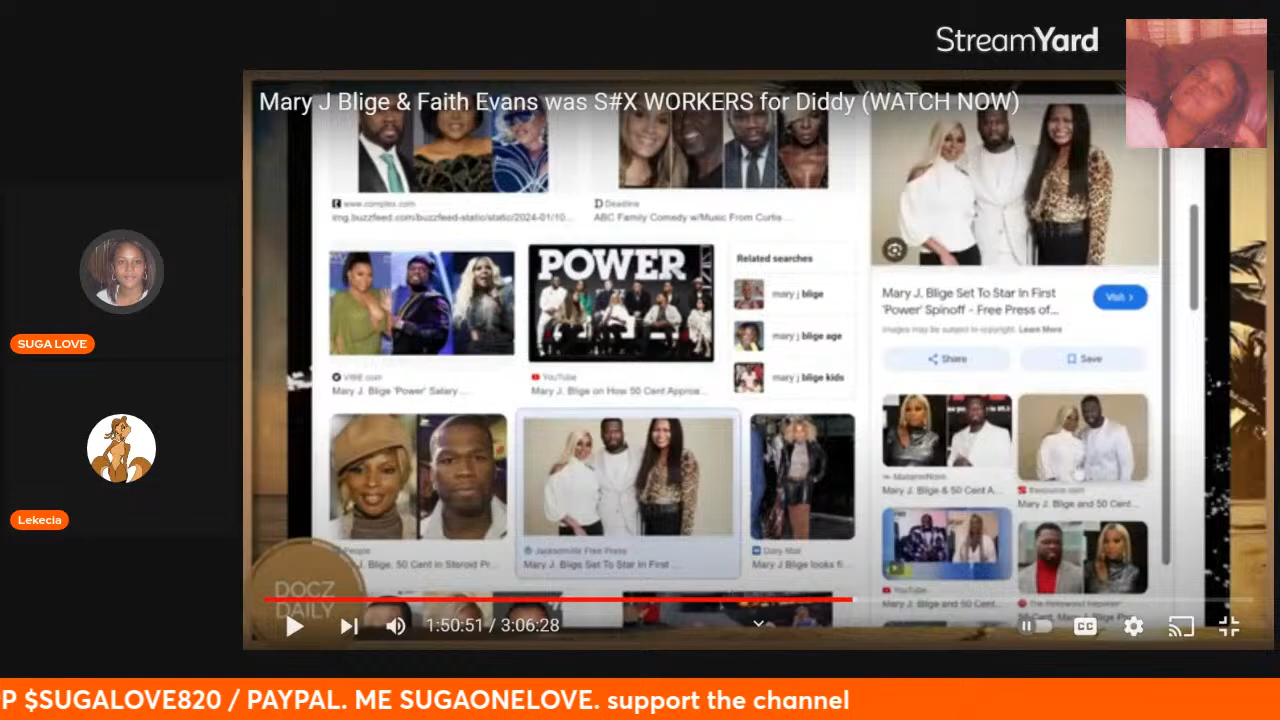 StreamYard
Mary J Blige & Faith Evans was S#X WORKERS for Diddy (WATCH NOW)
www.complex.com
img.buzzfeed.com/buzzfeed-static/static/2024-01/10...
Deadline
ABC Family Comedy w/Music From Curtis ...
POWER
Related searches
mary j blige
mary j blige age
mary j blige kids
VIBE.com
Mary J. Blige 'Power' Salary ...
YouTube
Mary J. Blige on How 50 Cent Approa...
Mary J. Blige Set To Star In First
'Power' Spinoff - Free Press of...
Visit >
Images may be subject to copyright. Learn More
Share
Save
SUGA LOVE
Lekecia
People
J. Blige, 50 Cent in Steroid Pr...
Jacksonville Free Press
Mary J. Blige Set To Star In First ...
Daily Mail
Mary J Blige looks fi...
Mary J. Blige & 50 Cent A...
Mary J. Blige and 50 Cent...
YouTube
Mary J. Blige and 50 Cent...
The Hollywood Reporter
DOCZ
DAILY
1:50:51 / 3:06:28
CC
P $SUGALOVE820 / PAYPAL. ME SUGAONELOVE. support the channel